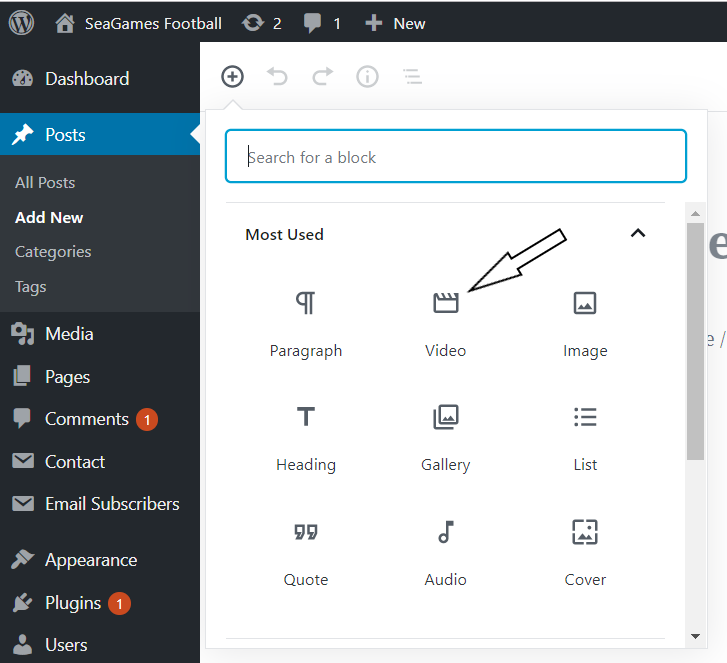 SeaGames Football 2 1 New
Dashboard
Posts
All Posts
Add New
Categories
Tags
Media
Pages
Comments 1
Contact
Email Subscribers
Appearance
Plugins 1
Users
Search for a block
Most Used
Paragraph Video Image
Heading Gallery List
Quote Audio Cover
e
e /